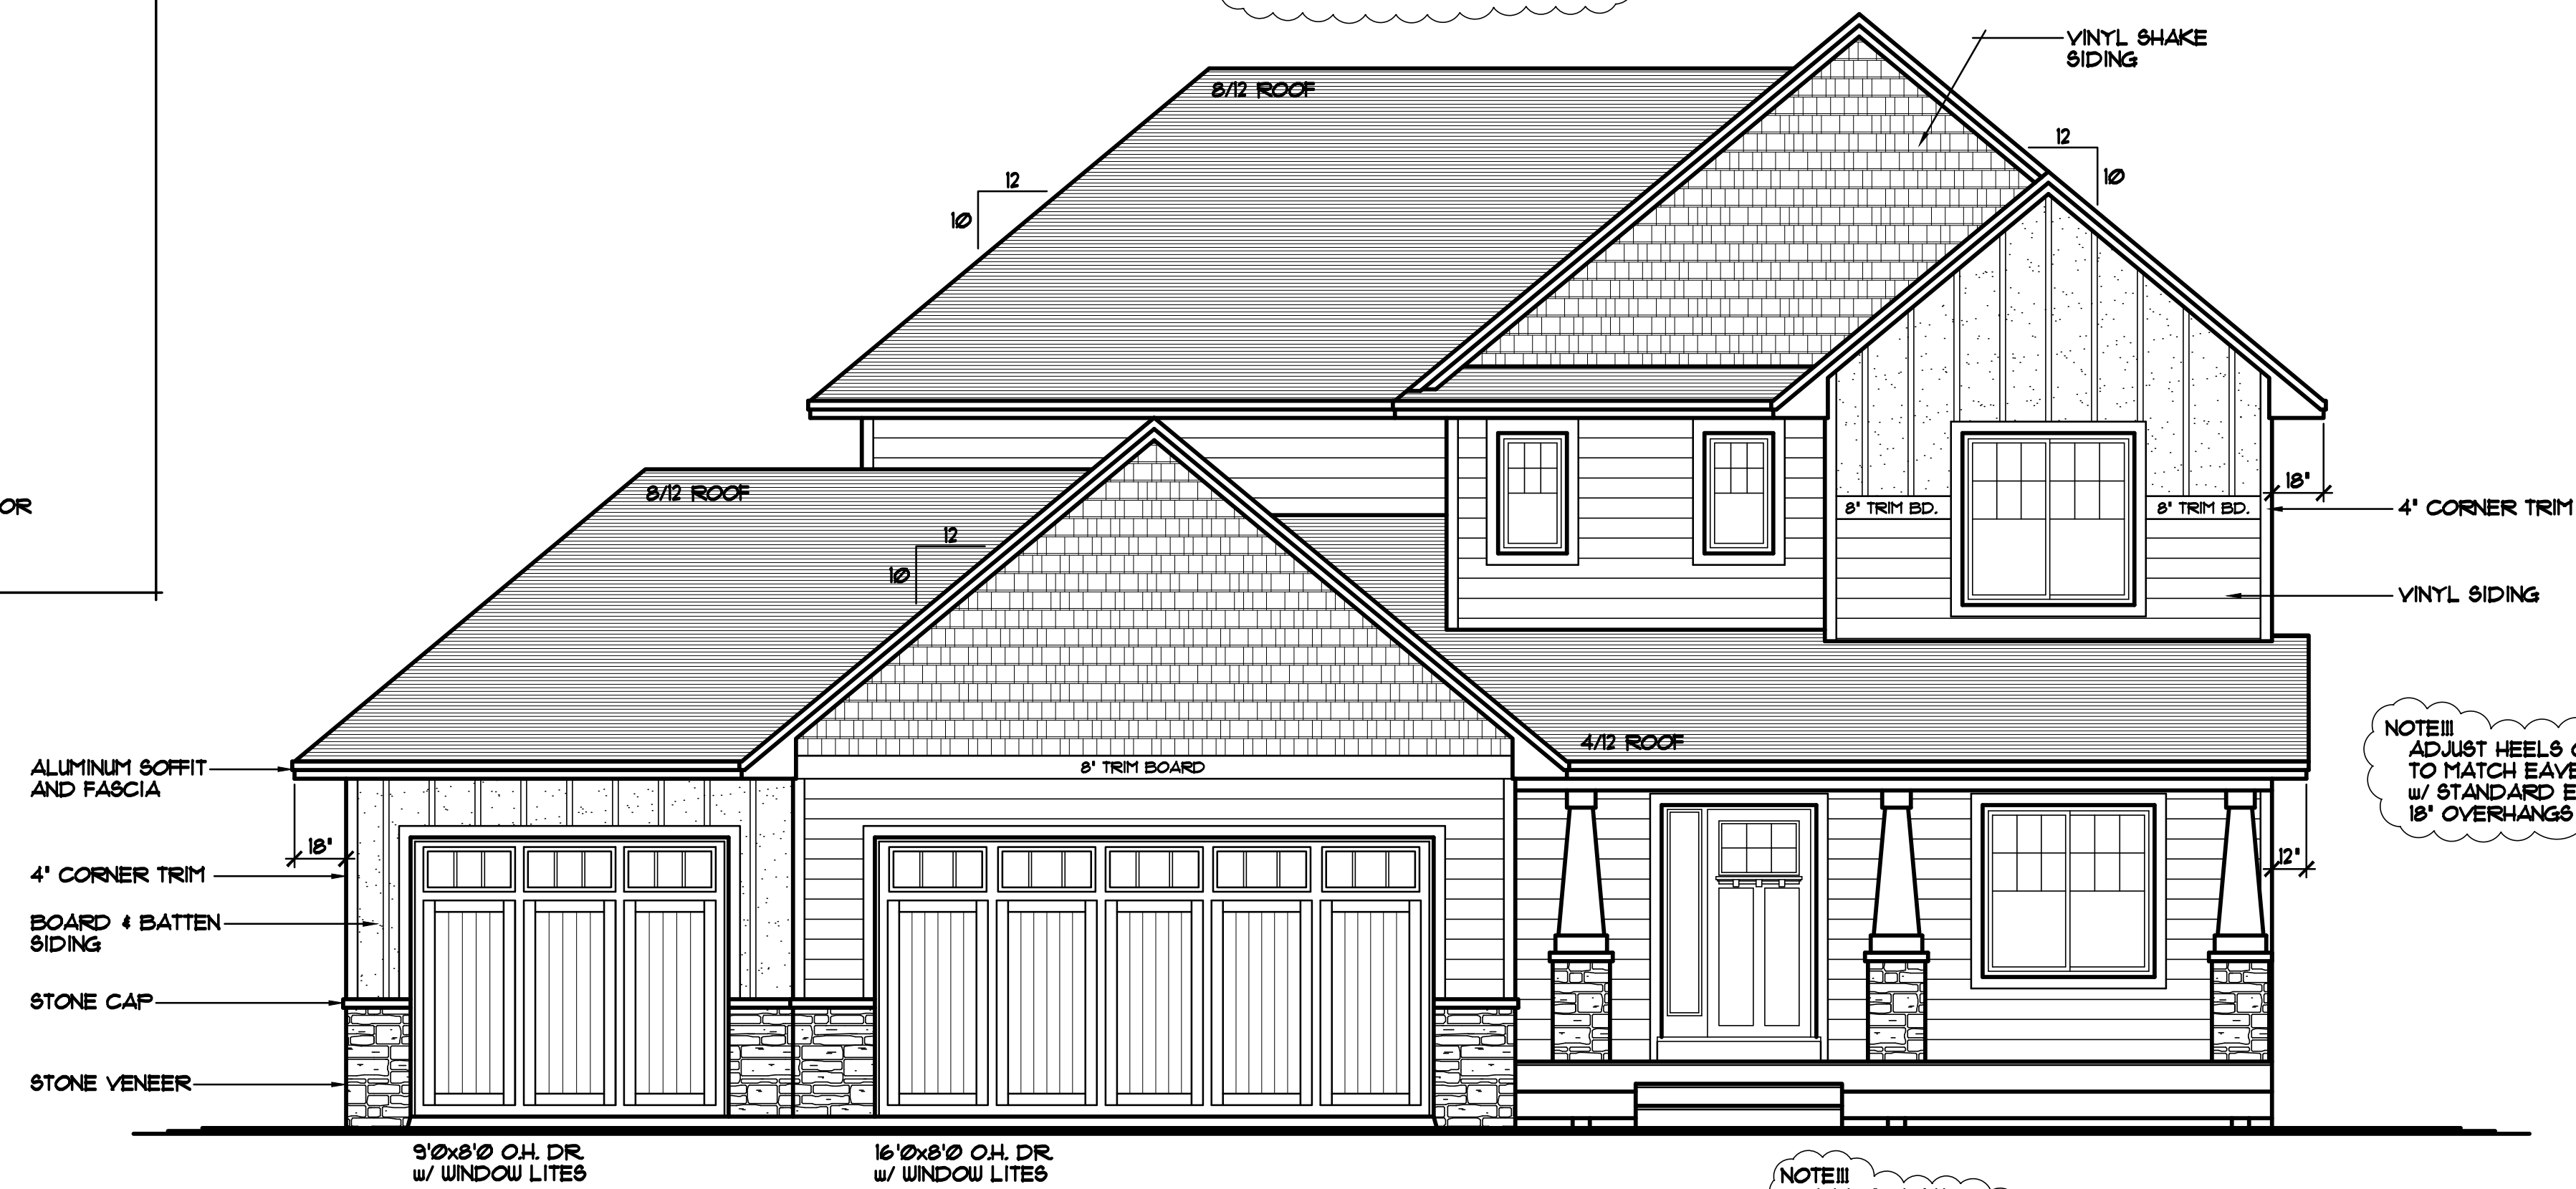 VINYL SHAKE
SIDING
8/12 ROOF
12
10
12
10
OR
8/12 ROOF
12
10
18"
8" TRIM BD.
8" TRIM BD.
4" CORNER TRIM
VINYL SIDING
NOTE!!!
ADJUST HEELS
TO MATCH EAVE
w/ STANDARD
18" OVERHANGS
4/12 ROOF
8" TRIM BOARD
ALUMINUM SOFFIT
AND FASCIA
18"
12"
4" CORNER TRIM
BOARD & BATTEN
SIDING
STONE CAP
STONE VENEER
9'0x8'0 O.H. DR
w/ WINDOW LITES
16'0x8'0 O.H. DR
w/ WINDOW LITES
NOTE!!!